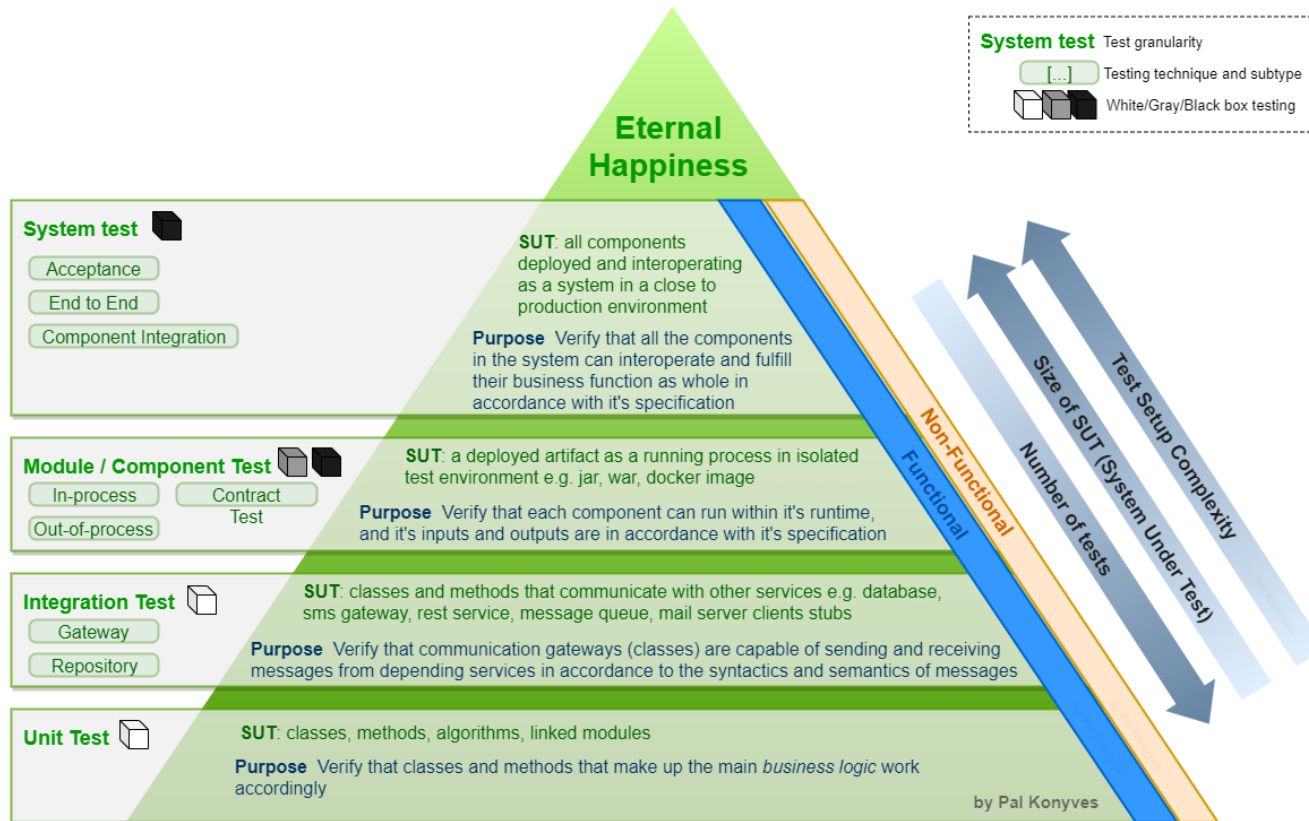 System test Test granularity
[...] Testing technique and subtype
White/Gray/Black box testing
Eternal
Happiness
System test
Acceptance
End to End
Component Integration
SUT: all components
deployed and interoperating
as a system in a close to
production environment
Purpose Verify that all the components
in the system can interoperate and fulfill
their business function as whole in
accordance with it's specification
Module / Component Test
In-process
Contract
Test
Out-of-process
SUT: a deployed artifact as a running process in isolated
test environment e.g. jar, war, docker image
Purpose Verify that each component can run within it's runtime,
and it's inputs and outputs are in accordance with it's specification
Integration Test
Gateway
Repository
SUT: classes and methods that communicate with other services e.g. database,
sms gateway, rest service, message queue, mail server clients stubs
Purpose Verify that communication gateways (classes) are capable of sending and receiving
messages from depending services in accordance to the syntactics and semantics of messages
Unit Test
SUT: classes, methods, algorithms, linked modules
Purpose Verify that classes and methods that make up the main business logic work
accordingly
by Pal Konyves
Functional
Non-Functional
Number of tests
Size of SUT (System Under Test)
Test Setup Complexity
by Pal Konyves
by Pal Konyves
by Pal Konyves